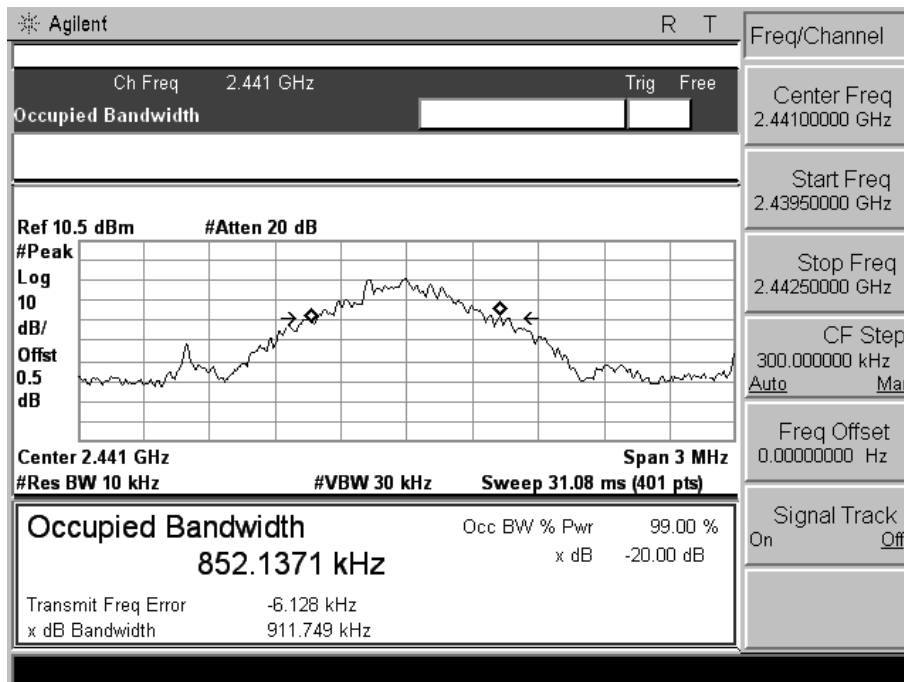 Agilent R T
Ch Freq 2.441 GHz Trig Free
Occupied Bandwidth
Ref 10.5 dBm #Atten 20 dB
#Peak
Log
10
dB/
Offst
0.5
dB
Center 2.441 GHz Span 3 MHz
#Res BW 10 kHz #VBW 30 kHz Sweep 31.08 ms (401 pts)
Occupied Bandwidth Occ BW % Pwr 99.00 %
852.1371 kHz x dB -20.00 dB
Transmit Freq Error -6.128 kHz
x dB Bandwidth 911.749 kHz
Freq/Channel
Center Freq
2.44100000 GHz
Start Freq
2.43950000 GHz
Stop Freq
2.44250000 GHz
CF Step
300.000000 kHz
Auto Ma
Freq Offset
0.00000000 Hz
Signal Track
On Off